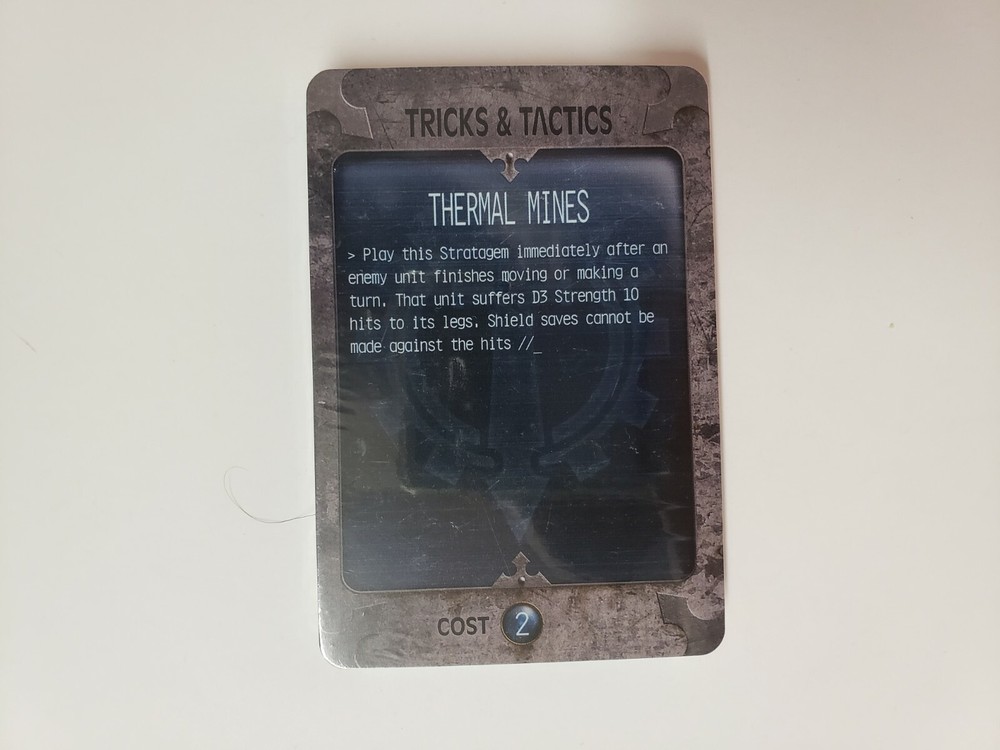 TRICKS & TACTICS
THERMAL MINES
> Play this Stratagem immediately after an
enemy unit finishes moving or making a
turn. That unit suffers D3 Strength 10
hits to its legs. Shield saves cannot be
made against the hits //_
COST 2